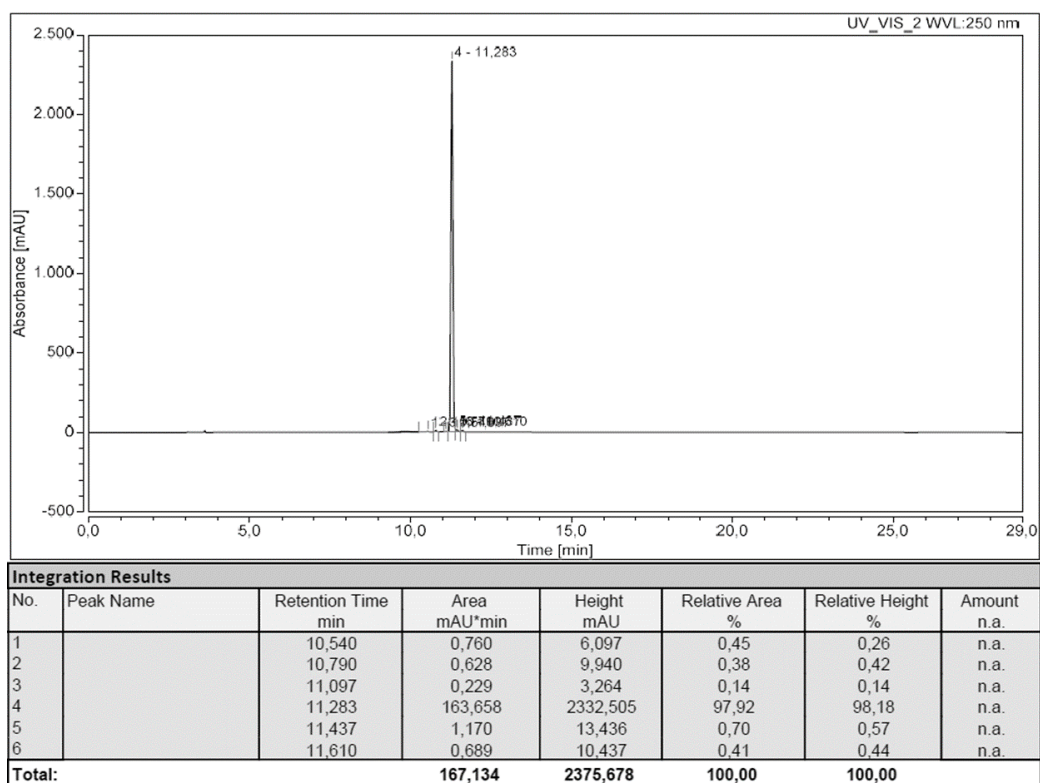 UV_VIS_2 WVL:250 nm
2.500
4 - 11,283
2.000
1.500
1.000
500
0
-500
Absorbance [mAU]
0,0 5,0 10,0 15,0 20,0 25,0 29,0
Time [min]
Integration Results
No. Peak Name Retention Time Area Height Relative Area Relative Height Amount
min mAU*min mAU % % n.a.
1 10,540 0,760 6,097 0,45 0,26 n.a.
2 10,790 0,628 9,940 0,38 0,42 n.a.
3 11,097 0,229 3,264 0,14 0,14 n.a.
4 11,283 163,658 2332,505 97,92 98,18 n.a.
5 11,437 1,170 13,436 0,70 0,57 n.a.
6 11,610 0,689 10,437 0,41 0,44 n.a.
Total: 167,134 2375,678 100,00 100,00